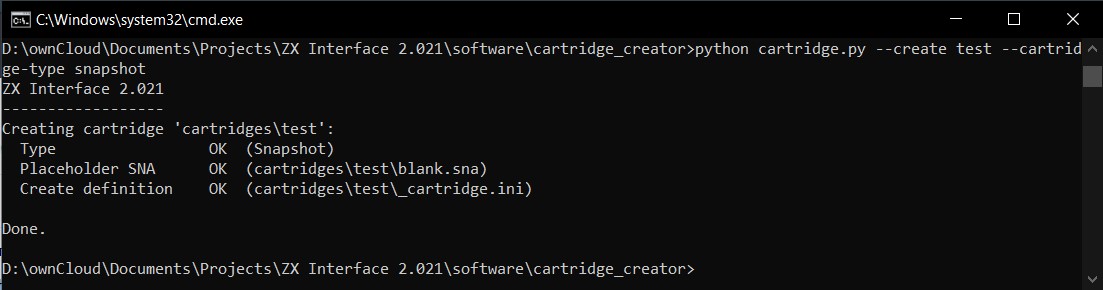 C:\Windows\system32\cmd.exe
D:\ownCloud\Documents\Projects\ZX Interface 2.021\software\cartridge_creator>python cartridge.py --create test --cartrid
ge-type snapshot
ZX Interface 2.021
------------------
Creating cartridge 'cartridges\test':
  Type                 OK  (Snapshot)
  Placeholder SNA      OK  (cartridges\test\blank.sna)
  Create definition    OK  (cartridges\test\_cartridge.ini)
Done.
D:\ownCloud\Documents\Projects\ZX Interface 2.021\software\cartridge_creator>